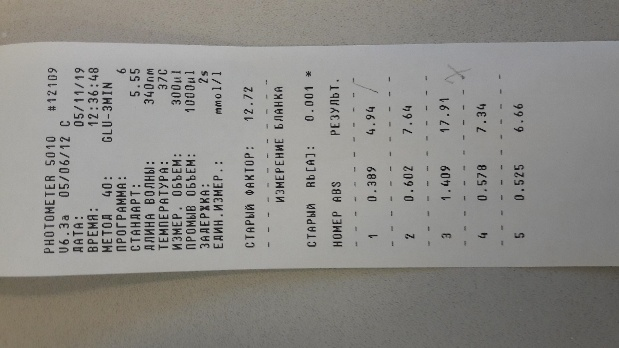 PHOTOMETER 5010 #12109
V6.3a 05/06/12 C
ДАТА: 05/11/19
ВРЕМЯ: 12:36:48
МЕТОД 40: GLU-3MIN
ПРОГРАММА: 6
СТАНДАРТ: 5.55
ДЛИНА ВОЛНЫ: 340nm
ТЕМПЕРАТУРА: 37C
ИЗМЕР. ОБЪЕМ: 300µl
ПРОМЫВ ОБЪЕМ: 1000µl
ЗАДЕРЖКА: 2s
ЕДИН.ИЗМЕР.: mmol/l
СТАРЫЙ ФАКТОР: 12.72
ИЗМЕРЕНИЕ БЛАНКА
СТАРЫЙ RЬ[A]: 0.001 *
НОМЕР ABS РЕЗУЛЬТ.
1 0.389 4.94
2 0.602 7.64
3 1.409 17.91
4 0.578 7.34
5 0.525 6.66